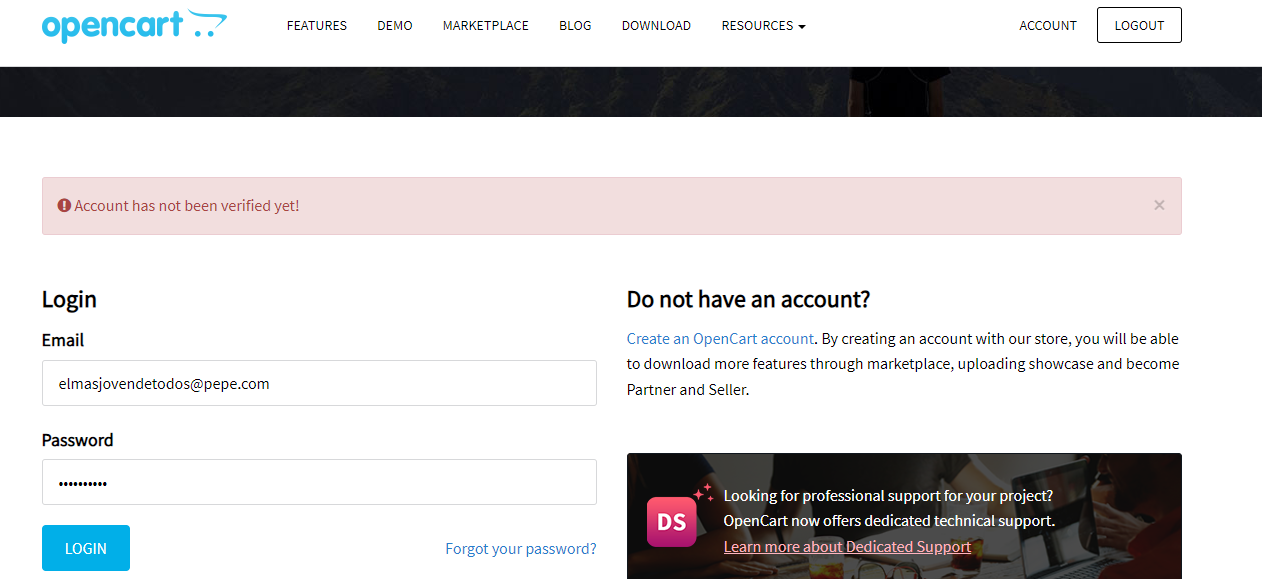 opencart
FEATURES DEMO MARKETPLACE BLOG DOWNLOAD RESOURCES ACCOUNT LOGOUT
Account has not been verified yet! ×
Login
Email
elmasjovendetodos@pepe.com
Password
••••••••••
LOGIN
Forgot your password?
Do not have an account?
Create an OpenCart account. By creating an account with our store, you will be able
to download more features through marketplace, uploading showcase and become
Partner and Seller.
DS
Looking for professional support for your project?
OpenCart now offers dedicated technical support.
Learn more about Dedicated Support